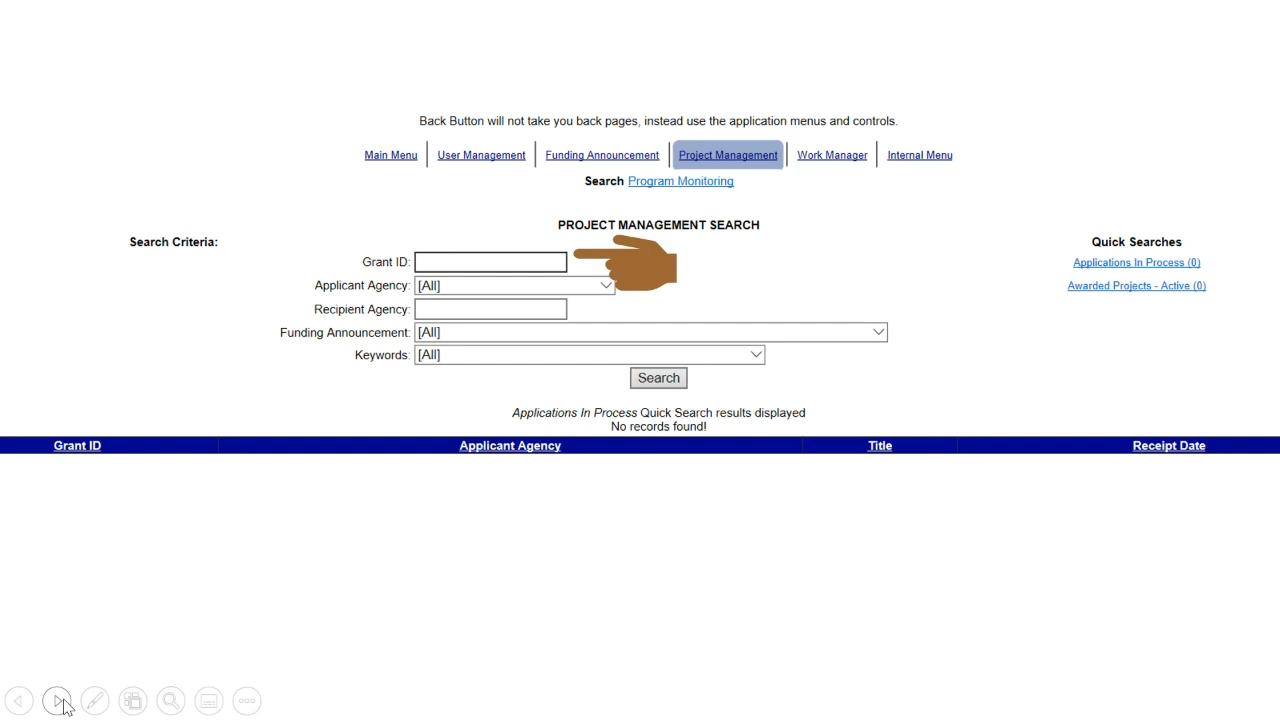 Back Button will not take you back pages, instead use the application menus and controls.
Main Menu User Management Funding Announcement Project Management Work Manager Internal Menu
Search Program Monitoring
PROJECT MANAGEMENT SEARCH
Search Criteria:
Quick Searches
Grant ID:
Applications In Process (0)
Applicant Agency: [All]
Awarded Projects - Active (0)
Recipient Agency:
Funding Announcement: [All]
Keywords: [All]
Search
Applications In Process Quick Search results displayed
No records found!
Grant ID Applicant Agency Title Receipt Date